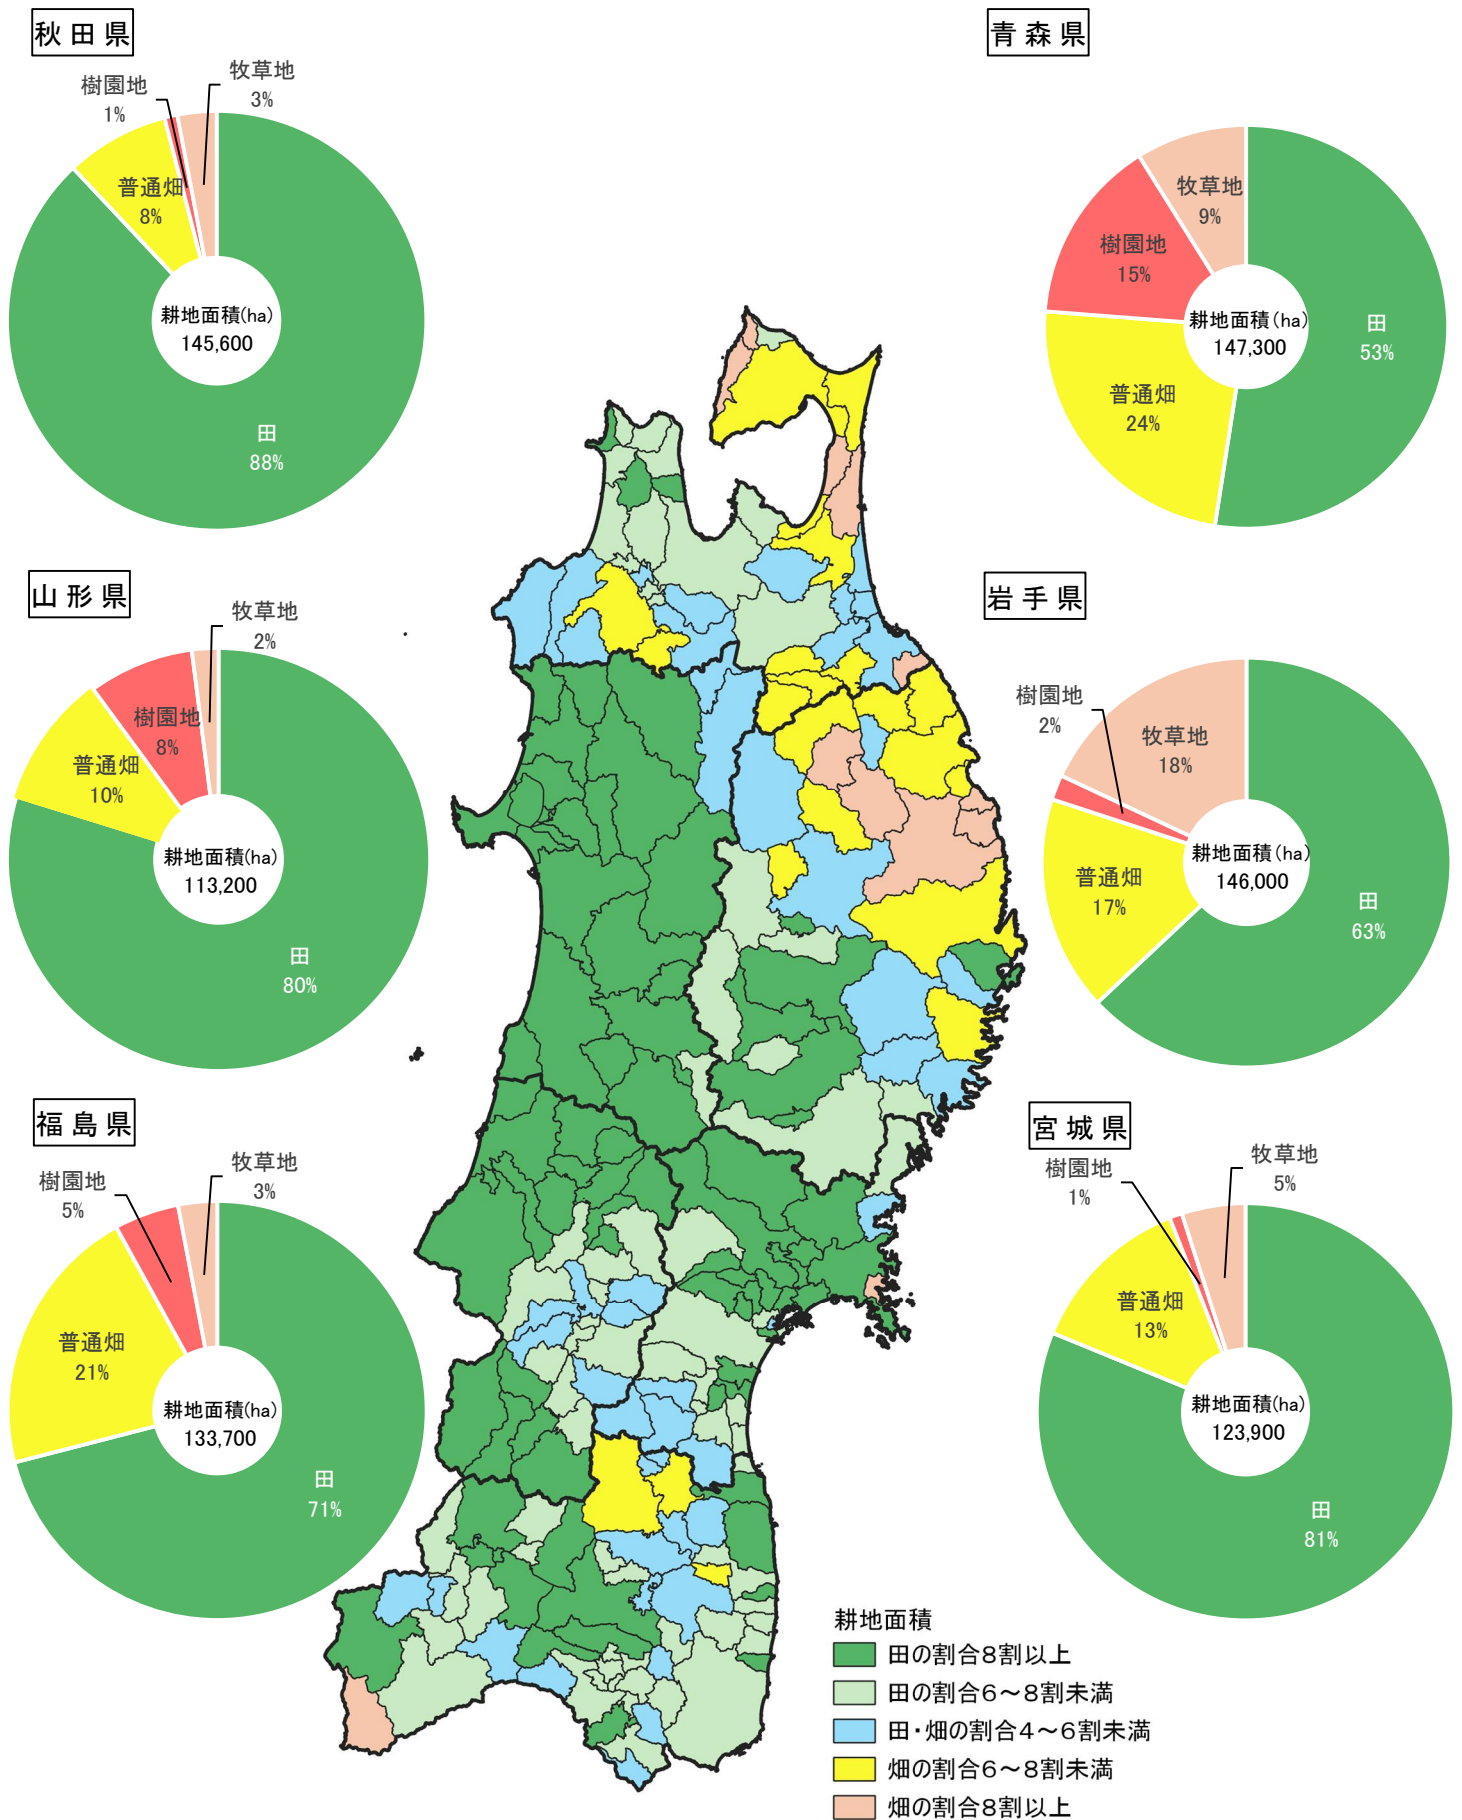 秋田県
樹園地
1%
牧草地
3%
普通畑
8%
耕地面積(ha)
145,600
田
88%
青森県
牧草地
9%
樹園地
15%
耕地面積(ha)
147,300
田
53%
普通畑
24%
山形県
牧草地
2%
樹園地
8%
普通畑
10%
耕地面積(ha)
113,200
田
80%
岩手県
樹園地
2%
牧草地
18%
普通畑
17%
耕地面積(ha)
146,000
田
63%
福島県
樹園地
5%
牧草地
3%
普通畑
21%
耕地面積(ha)
133,700
田
71%
宮城県
樹園地
1%
牧草地
5%
普通畑
13%
耕地面積(ha)
123,900
田
81%
耕地面積
田の割合8割以上
田の割合6~8割未満
田・畑の割合4~6割未満
畑の割合6~8割未満
畑の割合8割以上